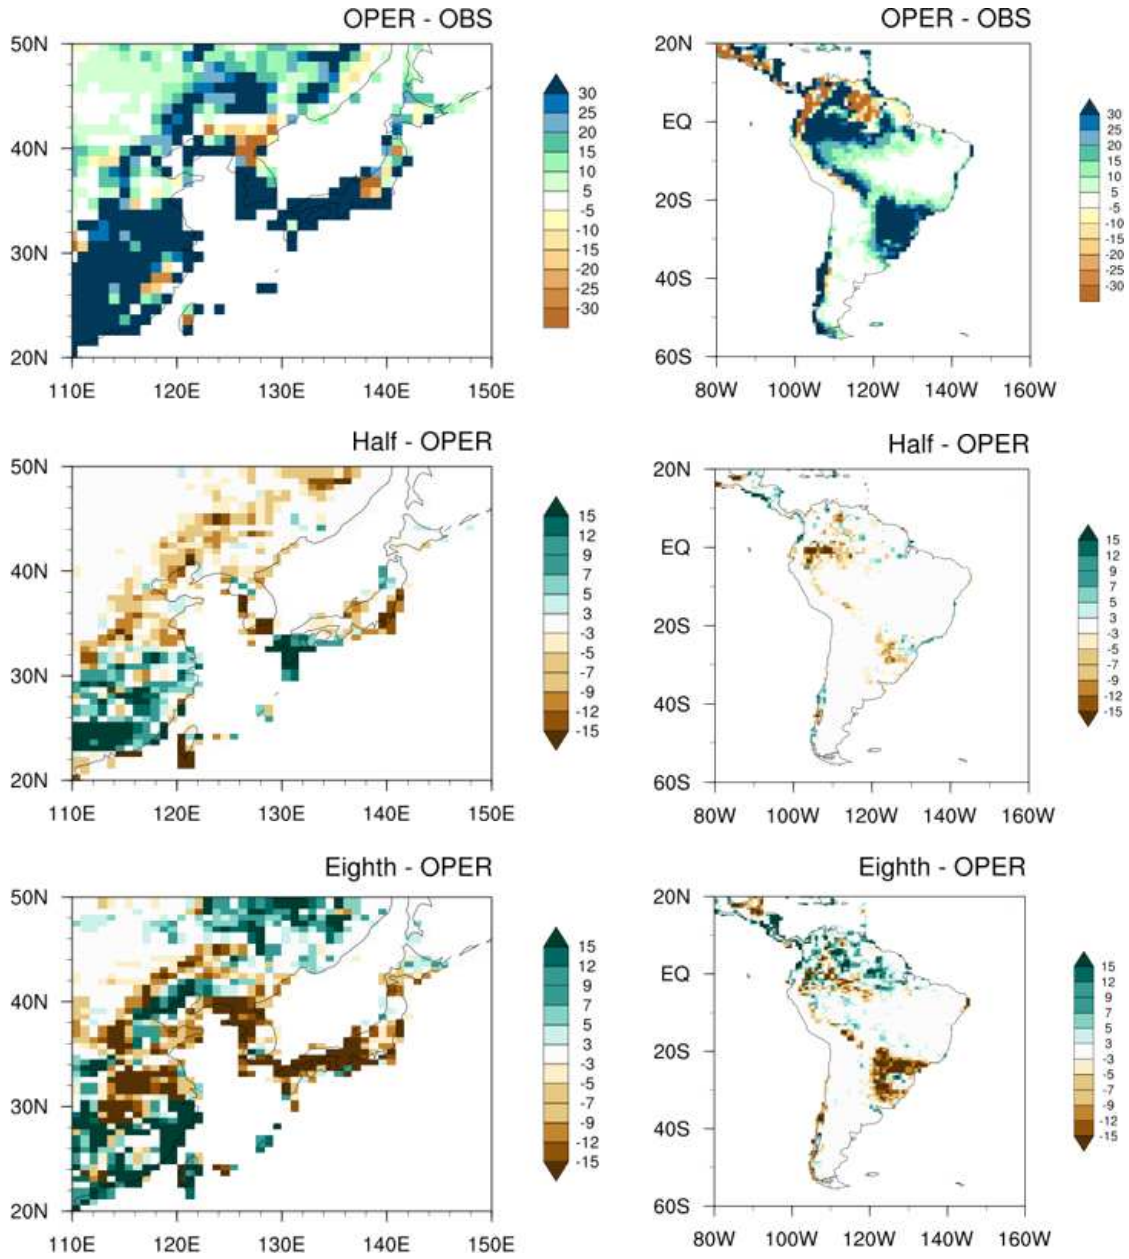 OPER - OBS
50N
40N
30N
20N
110E 120E 130E 140E 150E
30
25
20
15
10
5
-5
-10
-15
-20
-25
-30
OPER - OBS
20N
EQ
20S
40S
60S
80W 100W 120W 140W 160W
30
25
20
15
10
5
-5
-10
-15
-20
-25
-30
Half - OPER
50N
40N
30N
20N
110E 120E 130E 140E 150E
15
12
9
7
5
3
-3
-5
-7
-9
-12
-15
Half - OPER
20N
EQ
20S
40S
60S
80W 100W 120W 140W 160W
15
12
9
7
5
3
-3
-5
-7
-9
-12
-15
Eighth - OPER
50N
40N
30N
20N
110E 120E 130E 140E 150E
15
12
9
7
5
3
-3
-5
-7
-9
-12
-15
Eighth - OPER
20N
EQ
20S
40S
60S
80W 100W 120W 140W 160W
15
12
9
7
5
3
-3
-5
-7
-9
-12
-15